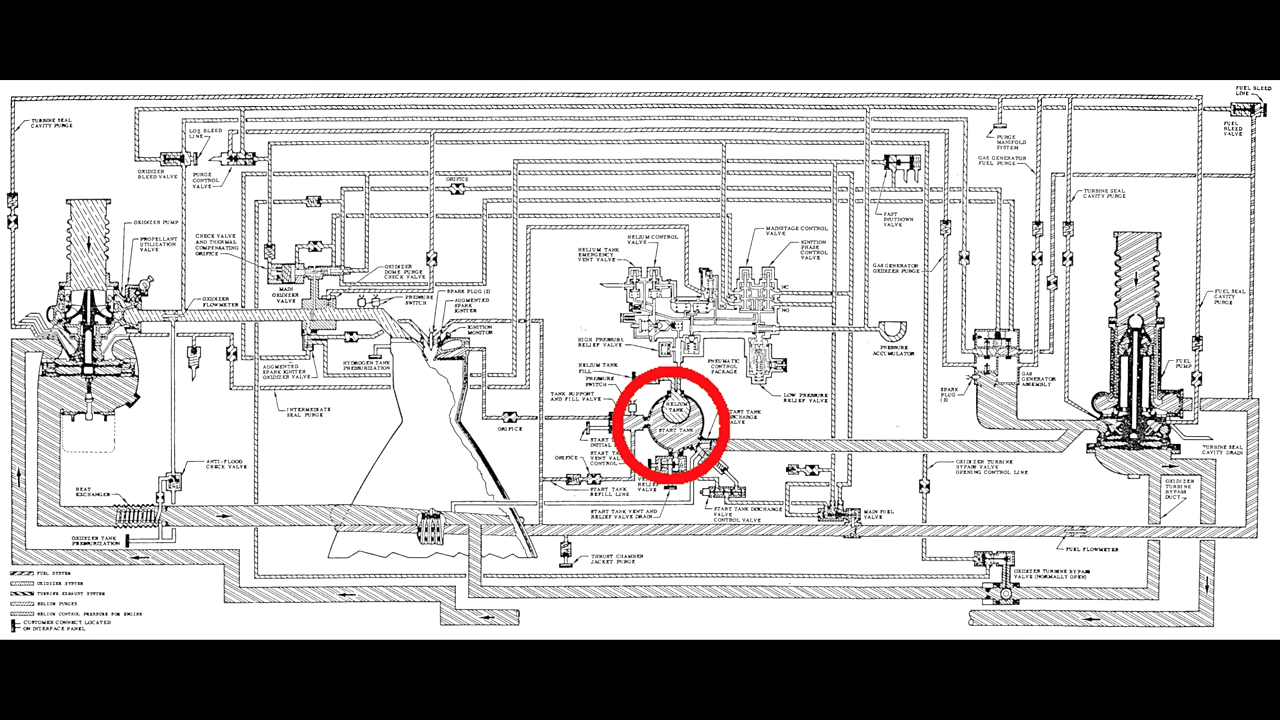 FUEL BLEED
LINE
TURBINE SEAL
CAVITY PURGE
LOX BLEED
LINE
FUEL
BLEED
VALVE
PURGE
MANIFOLD
SYSTEM
GAS GENERATOR
FUEL PURGE
OXIDIZER
BLEED VALVE
PURGE
CONTROL
VALVE
ORIFICE
TURBINE SEAL
CAVITY PURGE
FAST
SHUTDOWN
VALVE
OXIDIZER PUMP
CHECK VALVE
AND THERMAL
COMPENSATING
ORIFICE
PROPELLANT
UTILIZATION
VALVE
HELIUM CONTROL
VALVE
MAINSTAGE CONTROL
VALVE
HELIUM TANK
EMERGENCY
VENT VALVE
IGNITION
PHASE
CONTROL
VALVE
GAS GENERATOR
OXIDIZER PURGE
OXIDIZER
DOME PURGE
CHECK VALVE
MAIN
OXIDIZER
VALVE
SPARK PLUG (2)
AUGMENTED
SPARK
IGNITER
PRESSURE
SWITCH
OXIDIZER
FLOWMETER
NC
NO
FUEL SEAL
CAVITY
PURGE
IGNITION
MONITOR
HIGH PRESSURE
RELIEF VALVE
PRESSURE
ACCUMULATOR
HYDROGEN TANK
PRESSURIZATION
AUGMENTED
SPARK IGNITER
OXIDIZER VALVE
HELIUM TANK
FILL
PRESSURE
SWITCH
PNEUMATIC
CONTROL
PACKAGE
GAS
GENERATOR
ASSEMBLY
FUEL
PUMP
SPARK
PLUG
(2)
TANK SUPPORT
AND FILL VALVE
LOW PRESSURE
RELIEF VALVE
INTERMEDIATE
SEAL PURGE
HELIUM
TANK
START TANK
ORIFICE
TURBINE SEAL
CAVITY DRAIN
ANTI-FLOOD
CHECK VALVE
ORIFICE
CONTROL
OXIDIZER TURBINE
BYPASS VALVE
OPENING CONTROL LINE
OXIDIZER
TURBINE
BYPASS
DUCT
HEAT
EXCHANGER
START TANK
REFILL LINE
RELIEF
VALVE
START TANK VENT AND
RELIEF VALVE DRAIN
START TANK DISCHARGE
VALVE
CONTROL VALVE
MAIN FUEL
VALVE
OXIDIZER TANK
PRESSURIZATION
FUEL FLOWMETER
THRUST CHAMBER
JACKET PURGE
OXIDIZER TURBINE BYPASS
VALVE (NORMALLY OPEN)
FUEL SYSTEM
OXIDIZER SYSTEM
TURBINE EXHAUST SYSTEM
HELIUM PURGES
HELIUM CONTROL PRESSURE FOR ENGINE
CUSTOMER CONNECT LOCATED
ON INTERFACE PANEL